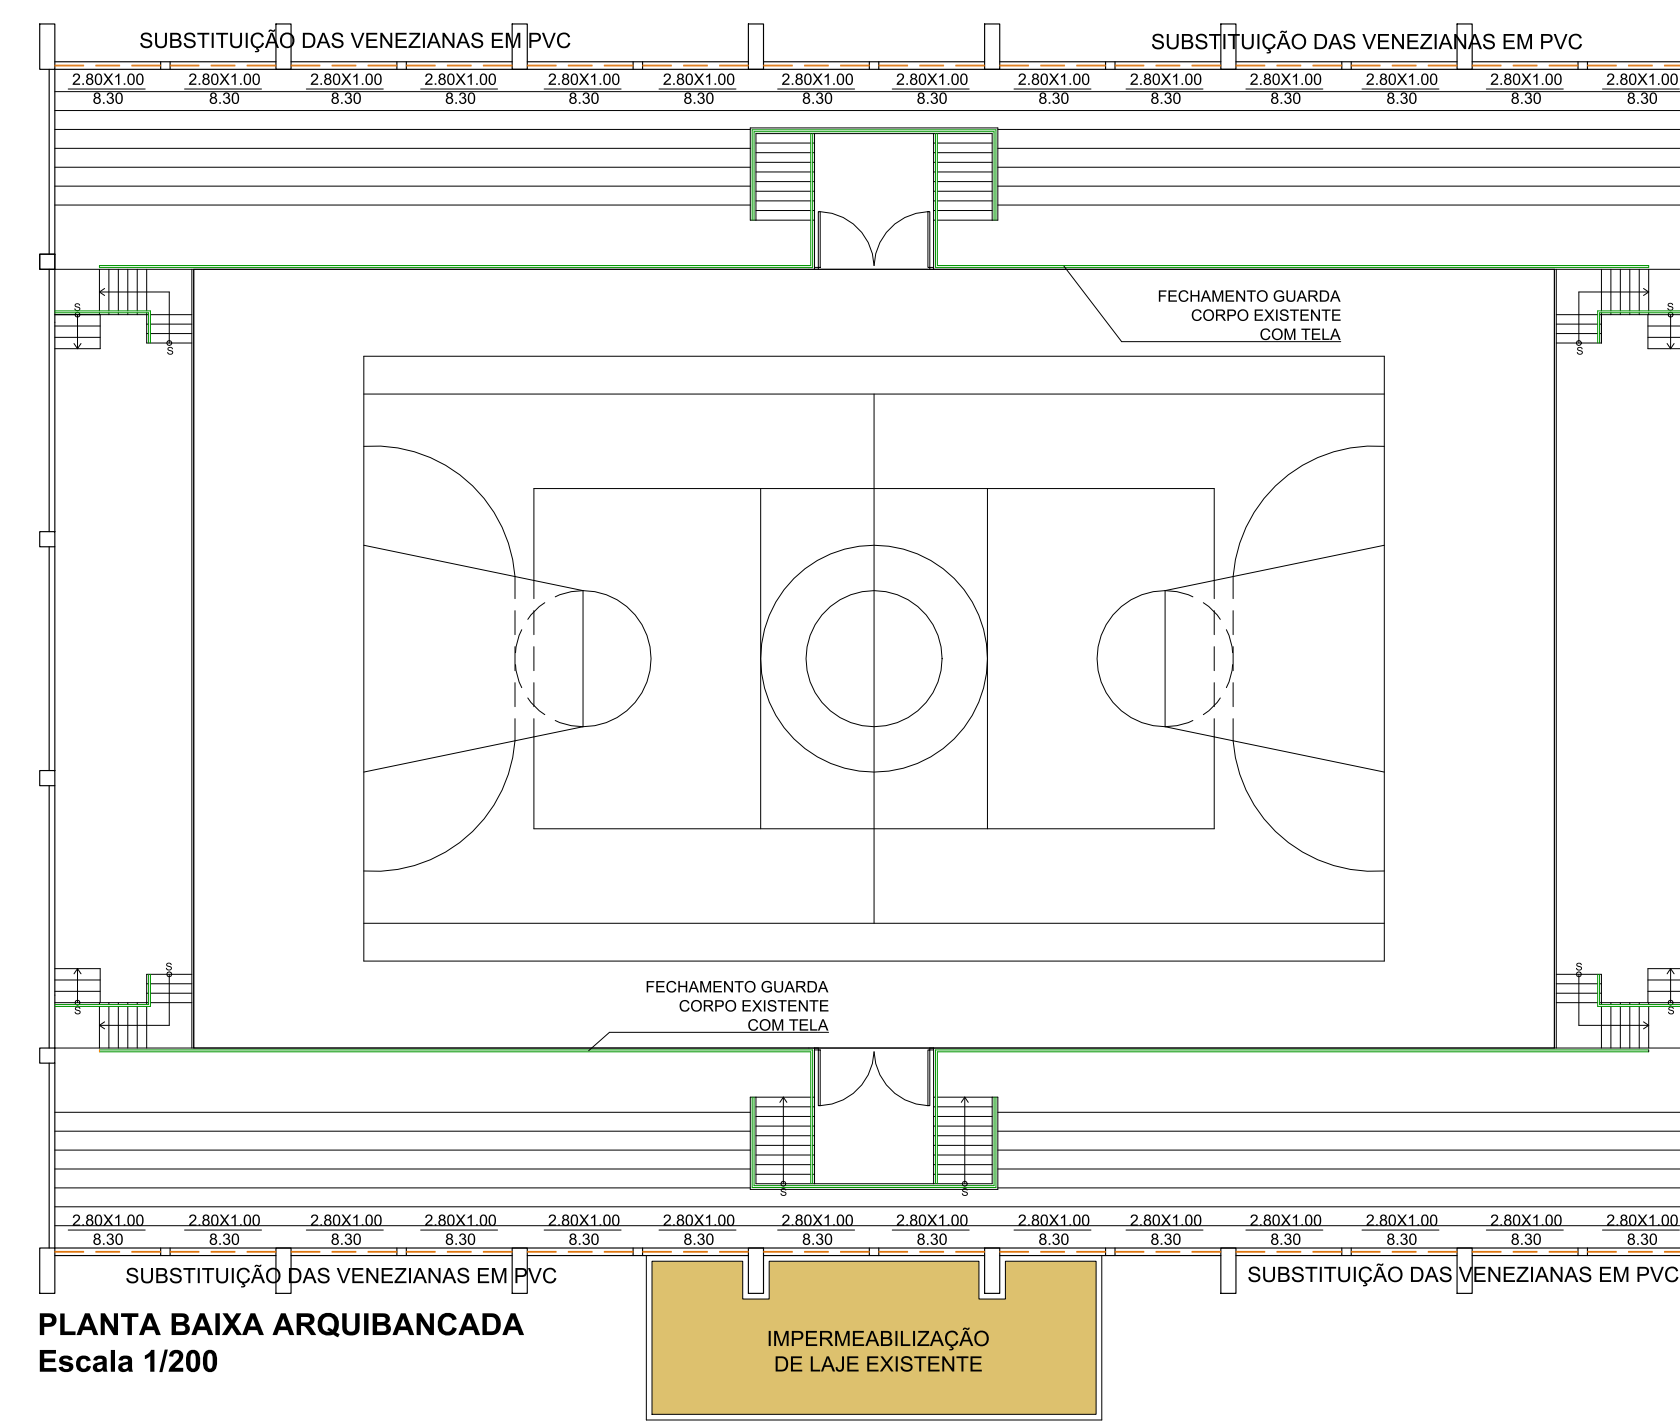 SUBSTITUIÇÃO DAS VENEZIANAS EM PVC SUBSTITUIÇÃO DAS VENEZIANAS EM PVC
2.80X1.00 2.80X1.00 2.80X1.00 2.80X1.00 2.80X1.00 2.80X1.00 2.80X1.00 2.80X1.00 2.80X1.00 2.80X1.00 2.80X1.00 2.80X1.00 2.80X1.00 2.80X1.00
8.30 8.30 8.30 8.30 8.30 8.30 8.30 8.30 8.30 8.30 8.30 8.30 8.30 8.30
FECHAMENTO GUARDA
CORPO EXISTENTE
COM TELA
S S
S S
FECHAMENTO GUARDA
CORPO EXISTENTE
COM TELA
S S
S S
S S
2.80X1.00 2.80X1.00 2.80X1.00 2.80X1.00 2.80X1.00 2.80X1.00 2.80X1.00 2.80X1.00 2.80X1.00 2.80X1.00 2.80X1.00 2.80X1.00 2.80X1.00 2.80X1.00
8.30 8.30 8.30 8.30 8.30 8.30 8.30 8.30 8.30 8.30 8.30 8.30 8.30 8.30
SUBSTITUIÇÃO DAS VENEZIANAS EM PVC SUBSTITUIÇÃO DAS VENEZIANAS EM PVC
PLANTA BAIXA ARQUIBANCADA
Escala 1/200
IMPERMEABILIZAÇÃO
DE LAJE EXISTENTE